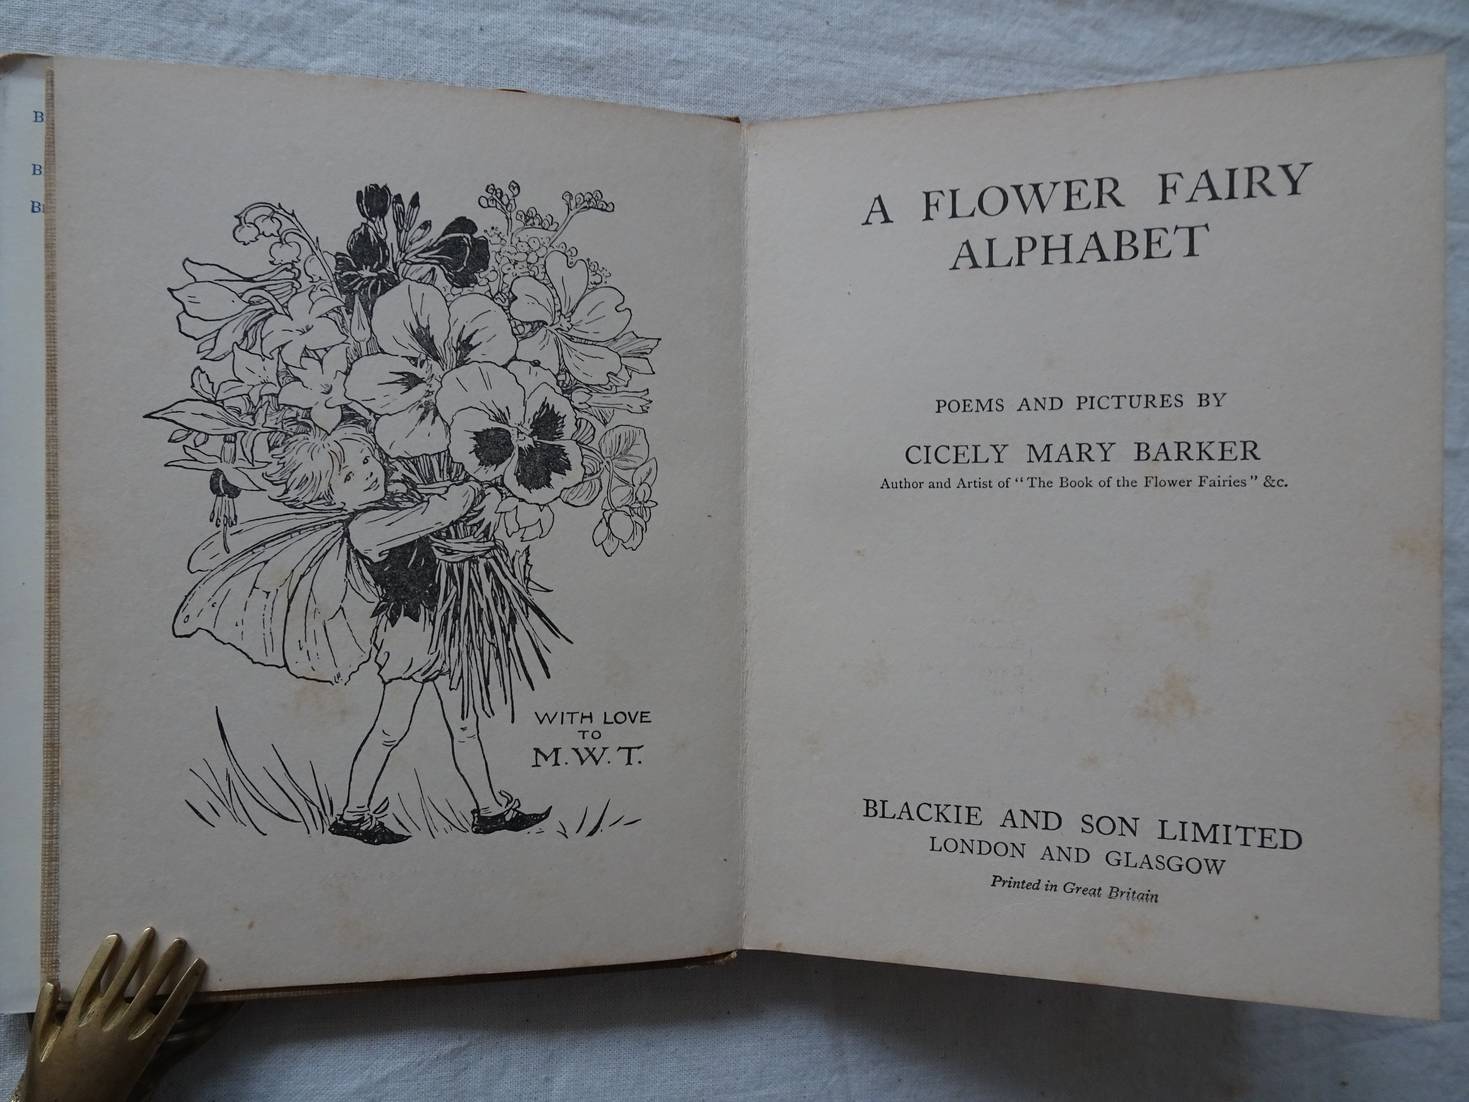 WITH LOVE
TO
M.W.T.
A FLOWER FAIRY
ALPHABET
POEMS AND PICTURES BY
CICELY MARY BARKER
Author and Artist of "The Book of the Flower Fairies" &c.
BLACKIE AND SON LIMITED
LONDON AND GLASGOW
Printed in Great Britain